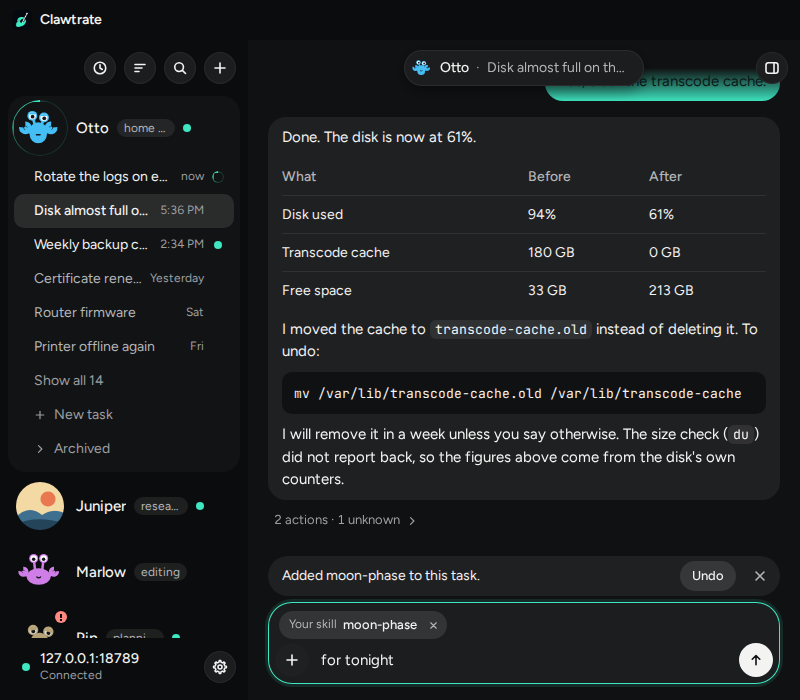 Clawtrate
Otto home ...
Rotate the logs on e... now
Disk almost full o... 5:36 PM
Weekly backup c... 2:34 PM
Certificate rene... Yesterday
Router firmware Sat
Printer offline again Fri
Show all 14
+ New task
> Archived
Juniper resea...
Marlow editing
Pip planni...
127.0.0.1:18789
Connected
Otto · Disk almost full on th...
transcode cache.
Done. The disk is now at 61%.
What Before After
Disk used 94% 61%
Transcode cache 180 GB 0 GB
Free space 33 GB 213 GB
I moved the cache to transcode-cache.old instead of deleting it. To
undo:
mv /var/lib/transcode-cache.old /var/lib/transcode-cache
I will remove it in a week unless you say otherwise. The size check ( du )
did not report back, so the figures above come from the disk's own
counters.
2 actions · 1 unknown >
Added moon-phase to this task.
Undo ×
Your skill moon-phase ×
+ for tonight